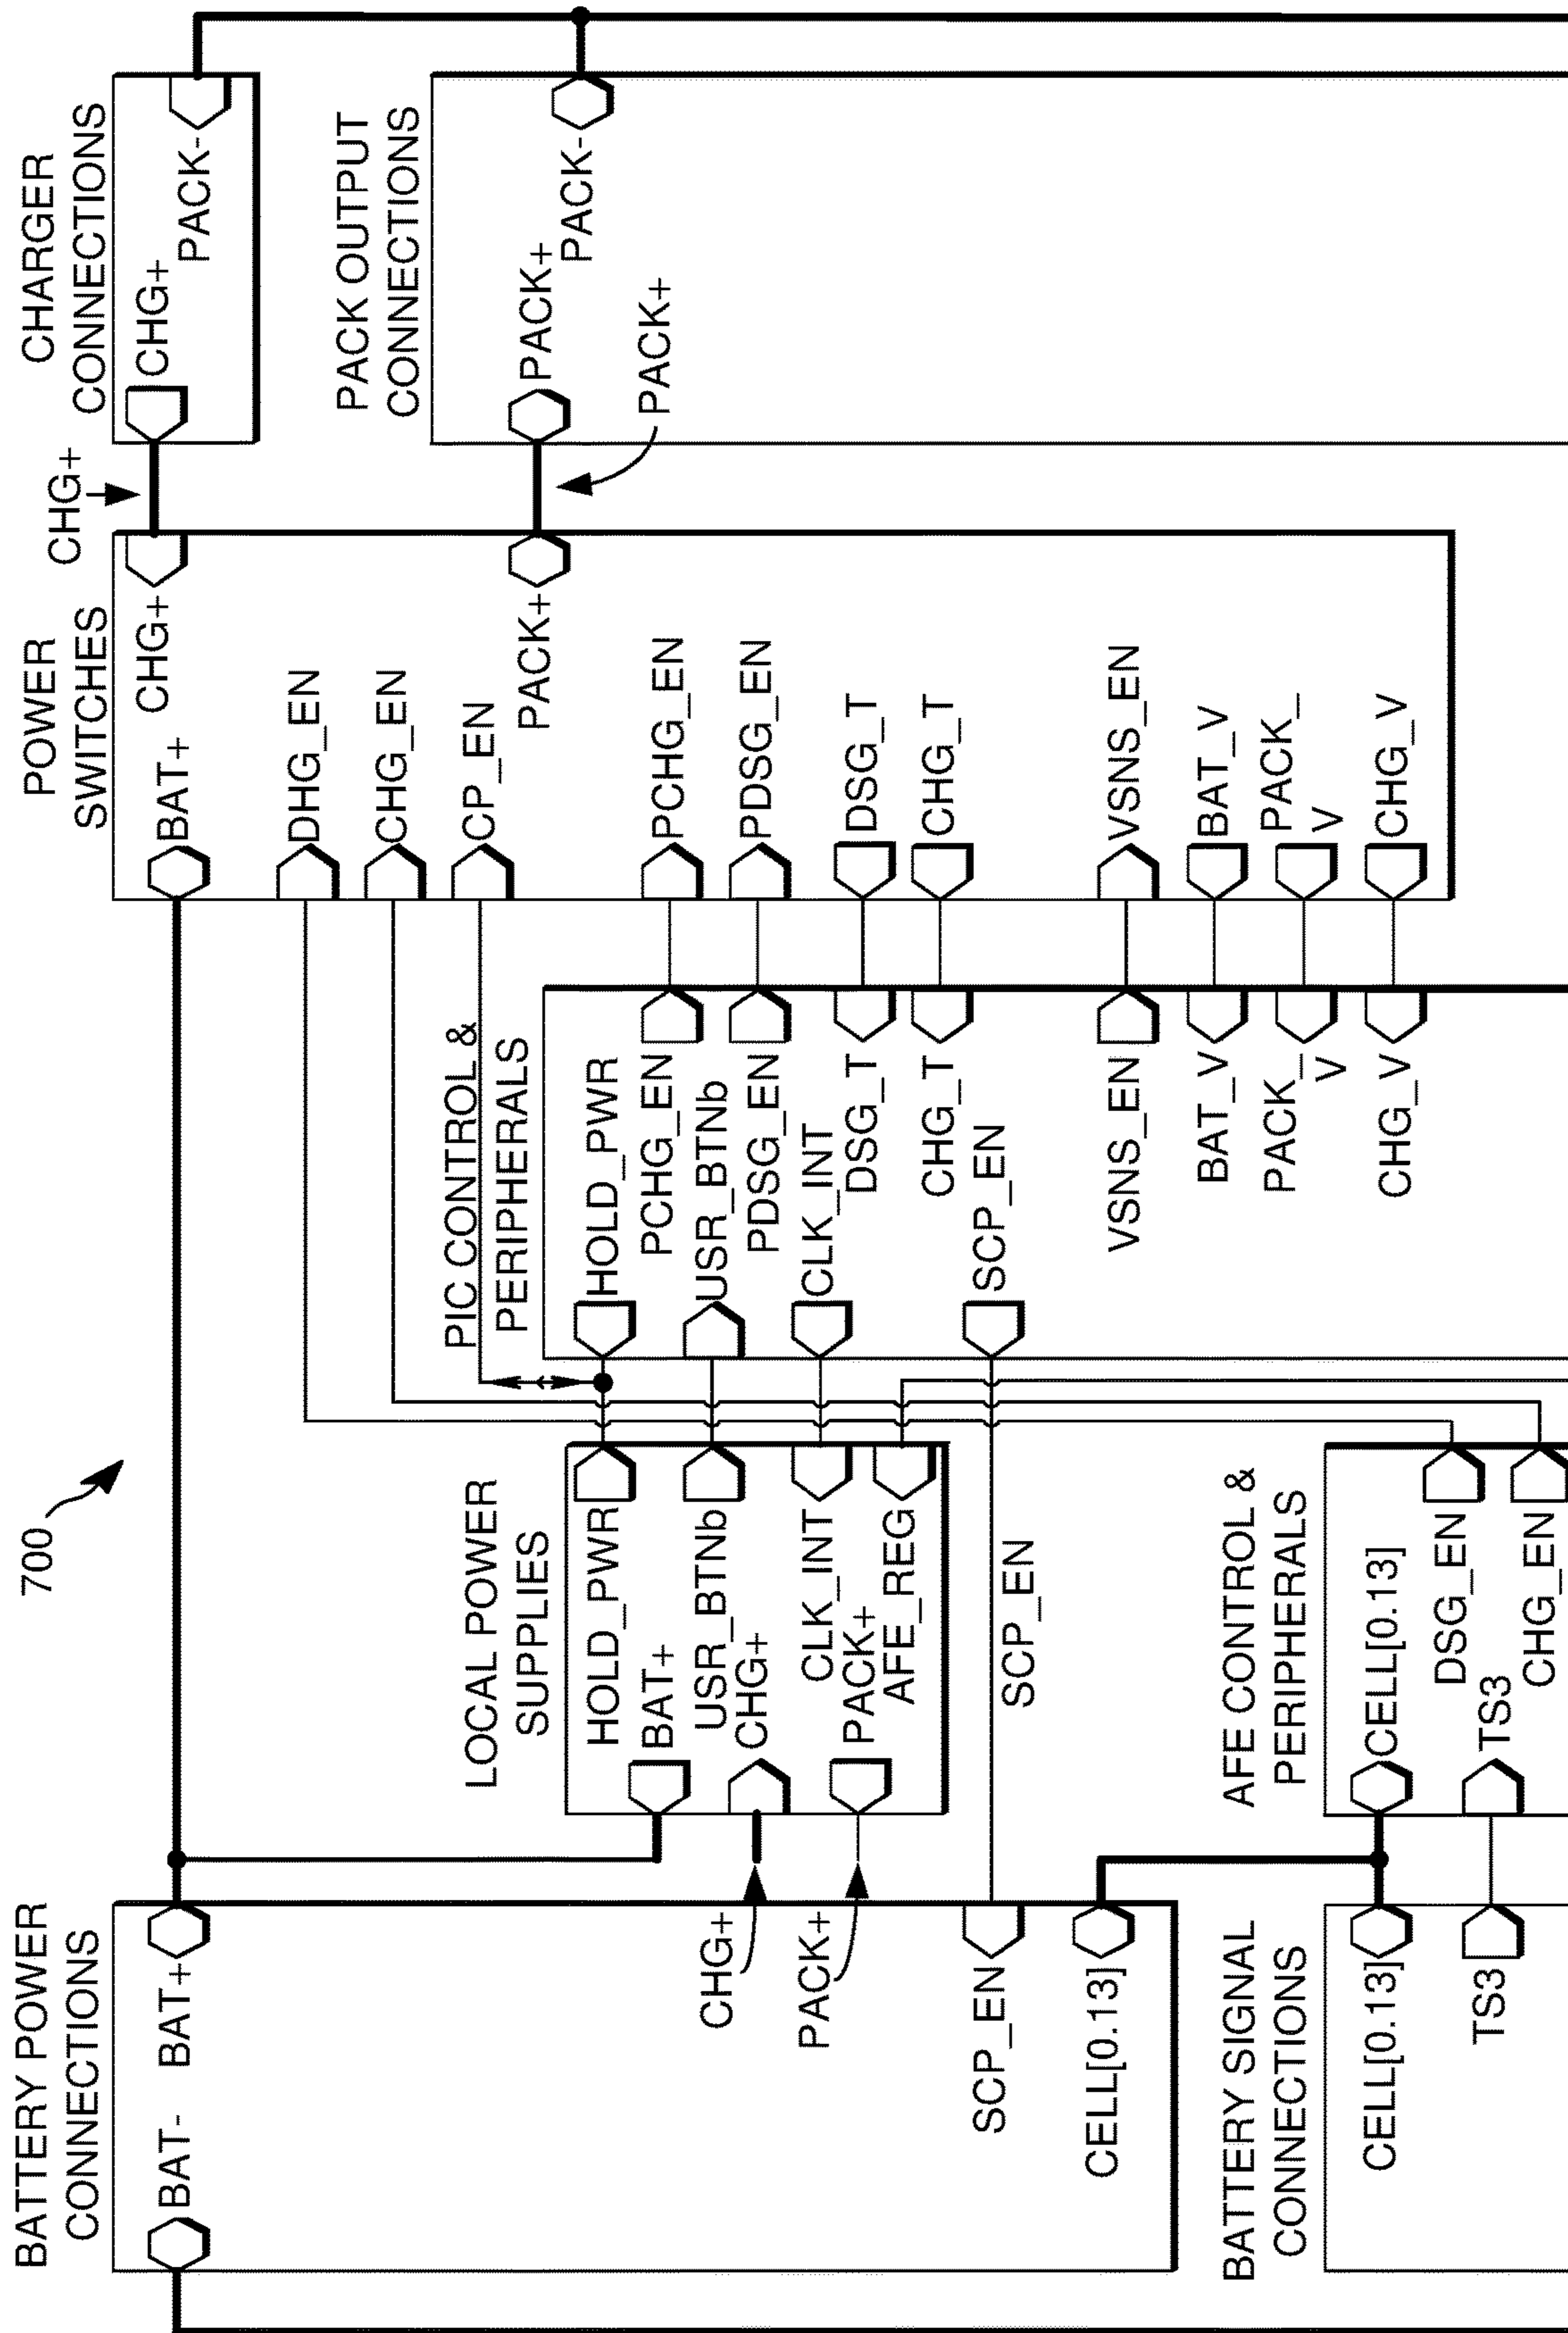 700
BATTERY POWER
CONNECTIONS
BAT-
BAT+
CHG+
PACK+
SCP_EN
CELL[0.13]
BATTERY SIGNAL
CONNECTIONS
CELL[0.13]
TS3
LOCAL POWER
SUPPLIES
HOLD_PWR
BAT+
USR_BTNb
CHG+
CLK_INT
PACK+
AFE_REG
SCP_EN
AFE CONTROL &
PERIPHERALS
CELL[0.13]
DSG_EN
TS3
CHG_EN
PIC CONTROL &
PERIPHERALS
HOLD_PWR
PCHG_EN
USR_BTNb
PDSG_EN
CLK_INT
DSG_T
CHG_T
SCP_EN
VSNS_EN
BAT_V
PACK_
V
CHG_V
POWER
SWITCHES
BAT+
CHG+
DHG_EN
CHG_EN
CP_EN
PACK+
PCHG_EN
PDSG_EN
DSG_T
CHG_T
VSNS_EN
BAT_V
PACK_
V
CHG_V
CHG+
PACK+
CHARGER
CONNECTIONS
CHG+
PACK-
PACK OUTPUT
CONNECTIONS
PACK+
PACK-